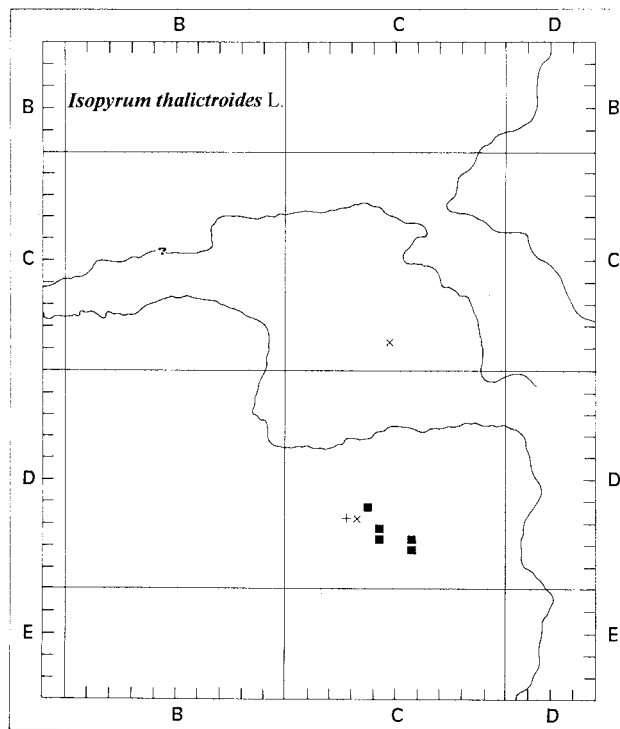 B C D
Isopyrum thalictroides L.
B B
?
C C
D D
E E
B C D